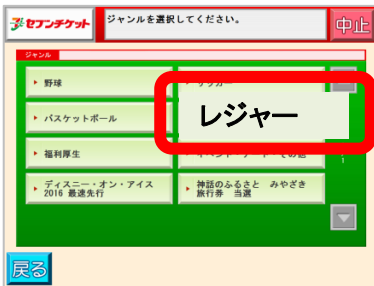 セブンチケット
ジャンルを選択してください。
中止
ジャンル
野球
バスケットボール
レジャー
福利厚生
ディズニー・オン・アイス
2016 最速先行
神話のふるさと みやざき
旅行券 当選
戻る